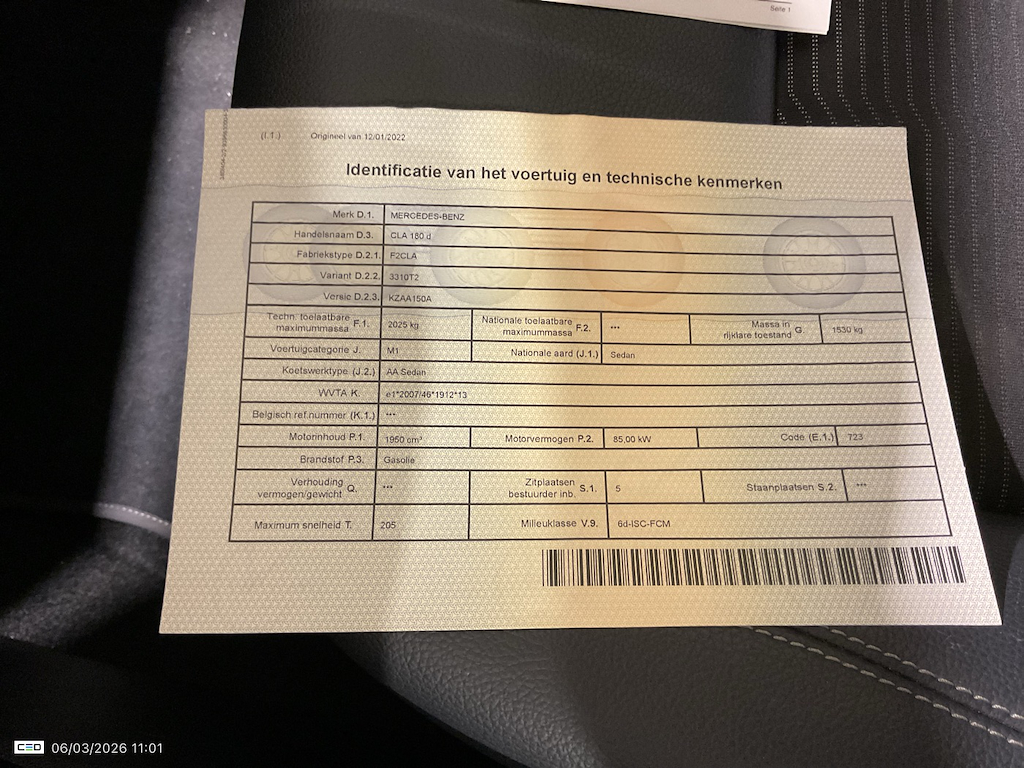 Serie 1
(I.1.) Origineel van 12/01/2022
Identificatie van het voertuig en technische kenmerken
Merk D.1. MERCEDES-BENZ
Handelsnaam D.3. CLA 180 d
Fabriekstype D.2.1. F2CLA
Variant D.2.2. 3310T2
Versie D.2.3. KZAA150A
Techn. toelaatbare maximummassa F.1. 2025 kg Nationale toelaatbare maximummassa F.2. *** Massa in rijklare toestand G. 1530 kg
Voertuigcategorie J. M1 Nationale aard (J.1.) Sedan
Koetswerktype (J.2.) AA Sedan
WVTA K. e1*2007/46*1912*13
Belgisch ref.nummer (K.1.) ***
Motorinhoud P.1. 1950 cm³ Motorvermogen P.2. 85,00 kW Code (E.1.) 723
Brandstof P.3. Gasolie
Verhouding vermogen/gewicht Q. *** Zitplaatsen bestuurder inb. S.1. 5 Staanplaatsen S.2. ***
Maximum snelheid T. 205 Milieuklasse V.9. 6d-ISC-FCM
CEO 06/03/2026 11:01